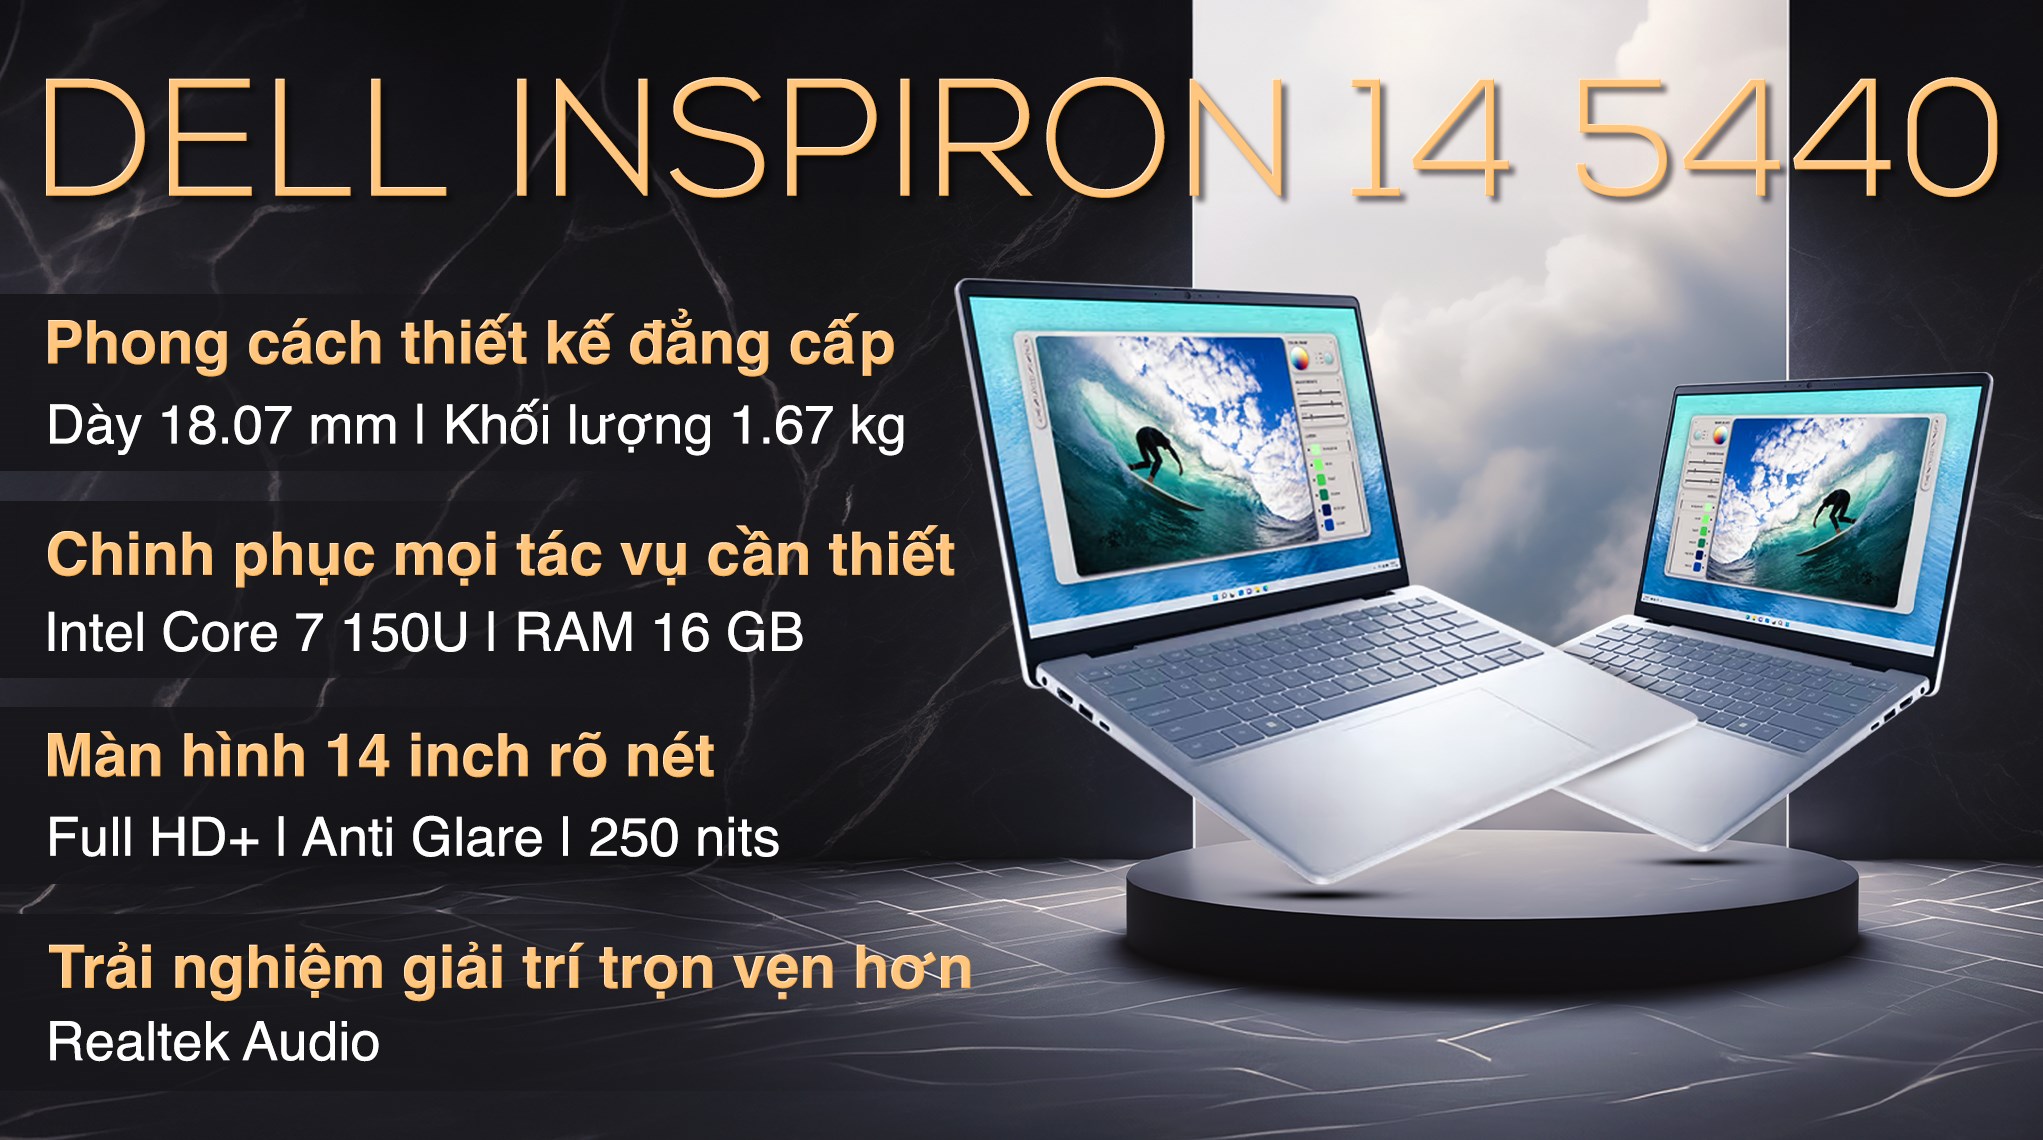 DELL INSPIRON 14 5440
Phong cách thiết kế đẳng cấp
Dày 18.07 mm | Khối lượng 1.67 kg
Chinh phục mọi tác vụ cần thiết
Intel Core 7 150U | RAM 16 GB
Màn hình 14 inch rõ nét
Full HD+ | Anti Glare | 250 nits
Trải nghiệm giải trí trọn vẹn hơn
Realtek Audio